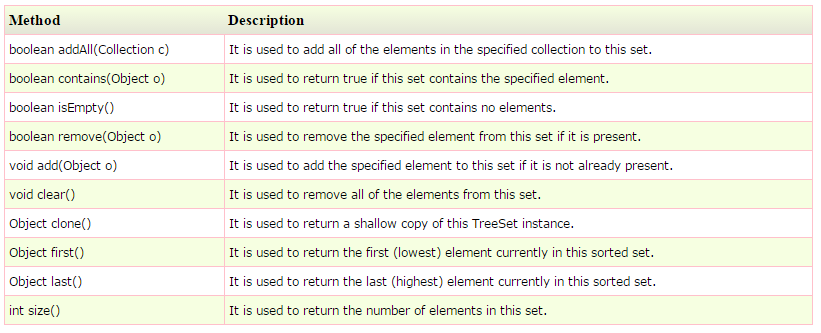 Method Description
boolean addAll(Collection c) It is used to add all of the elements in the specified collection to this set.
boolean contains(Object o) It is used to return true if this set contains the specified element.
boolean isEmpty() It is used to return true if this set contains no elements.
boolean remove(Object o) It is used to remove the specified element from this set if it is present.
void add(Object o) It is used to add the specified element to this set if it is not already present.
void clear() It is used to remove all of the elements from this set.
Object clone() It is used to return a shallow copy of this TreeSet instance.
Object first() It is used to return the first (lowest) element currently in this sorted set.
Object last() It is used to return the last (highest) element currently in this sorted set.
int size() It is used to return the number of elements in this set.